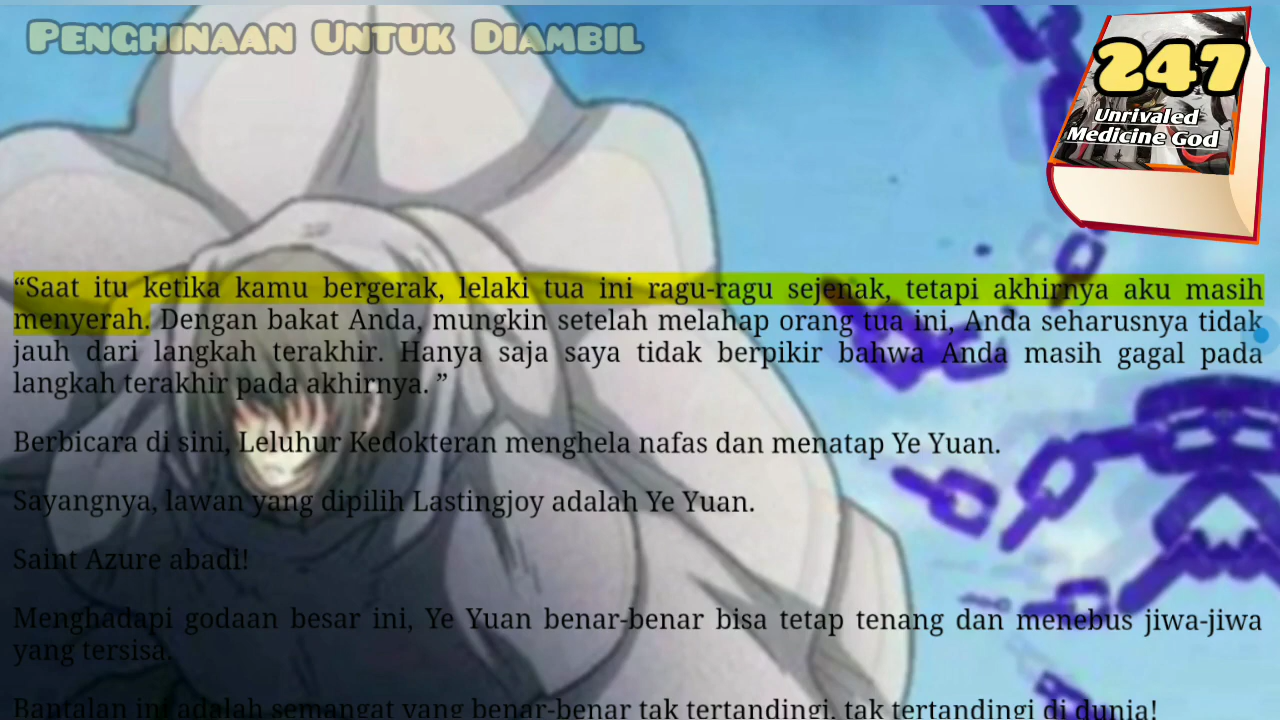 Penghinaan Untuk Diambil
247
Unrivaled
Medicine God
“Saat itu ketika kamu bergerak, lelaki tua ini ragu-ragu sejenak, tetapi akhirnya aku masih
menyerah. Dengan bakat Anda, mungkin setelah melahap orang tua ini, Anda seharusnya tidak
jauh dari langkah terakhir. Hanya saja saya tidak berpikir bahwa Anda masih gagal pada
langkah terakhir pada akhirnya. ”
Berbicara di sini, Leluhur Kedokteran menghela nafas dan menatap Ye Yuan.
Sayangnya, lawan yang dipilih Lastingjoy adalah Ye Yuan.
Saint Azure abadi!
Menghadapi godaan besar ini, Ye Yuan benar-benar bisa tetap tenang dan menebus jiwa-jiwa
yang tersisa.
Bantalan ini adalah semangat yang benar-benar tak tertandingi, tak tertandingi di dunia!